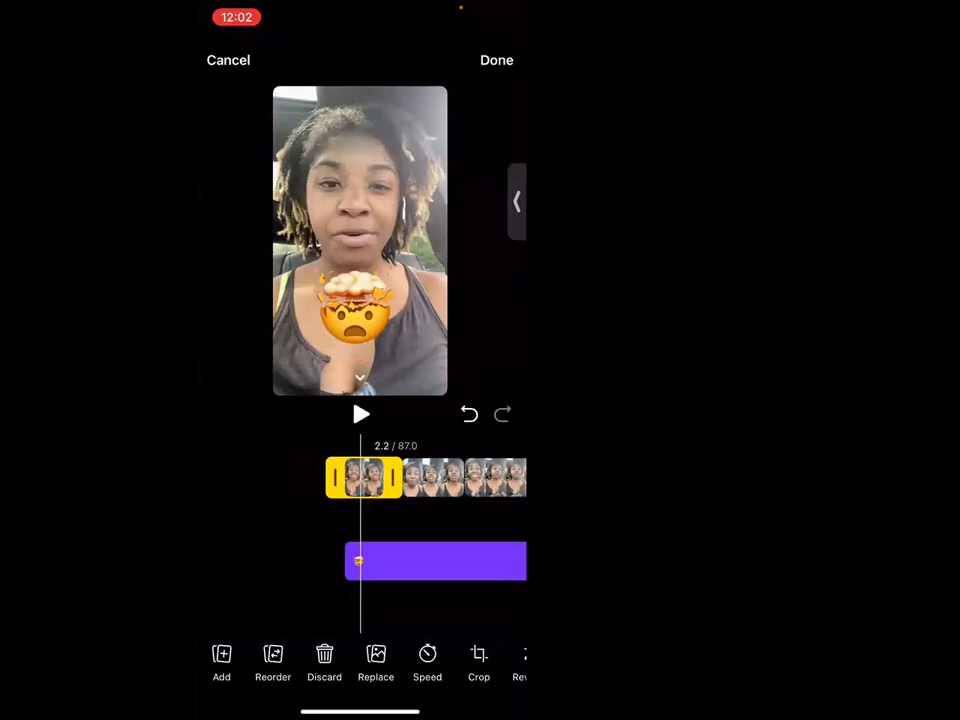 12:02
Cancel
Done
2.2 / 87.0
Add
Reorder
Discard
Replace
Speed
Crop